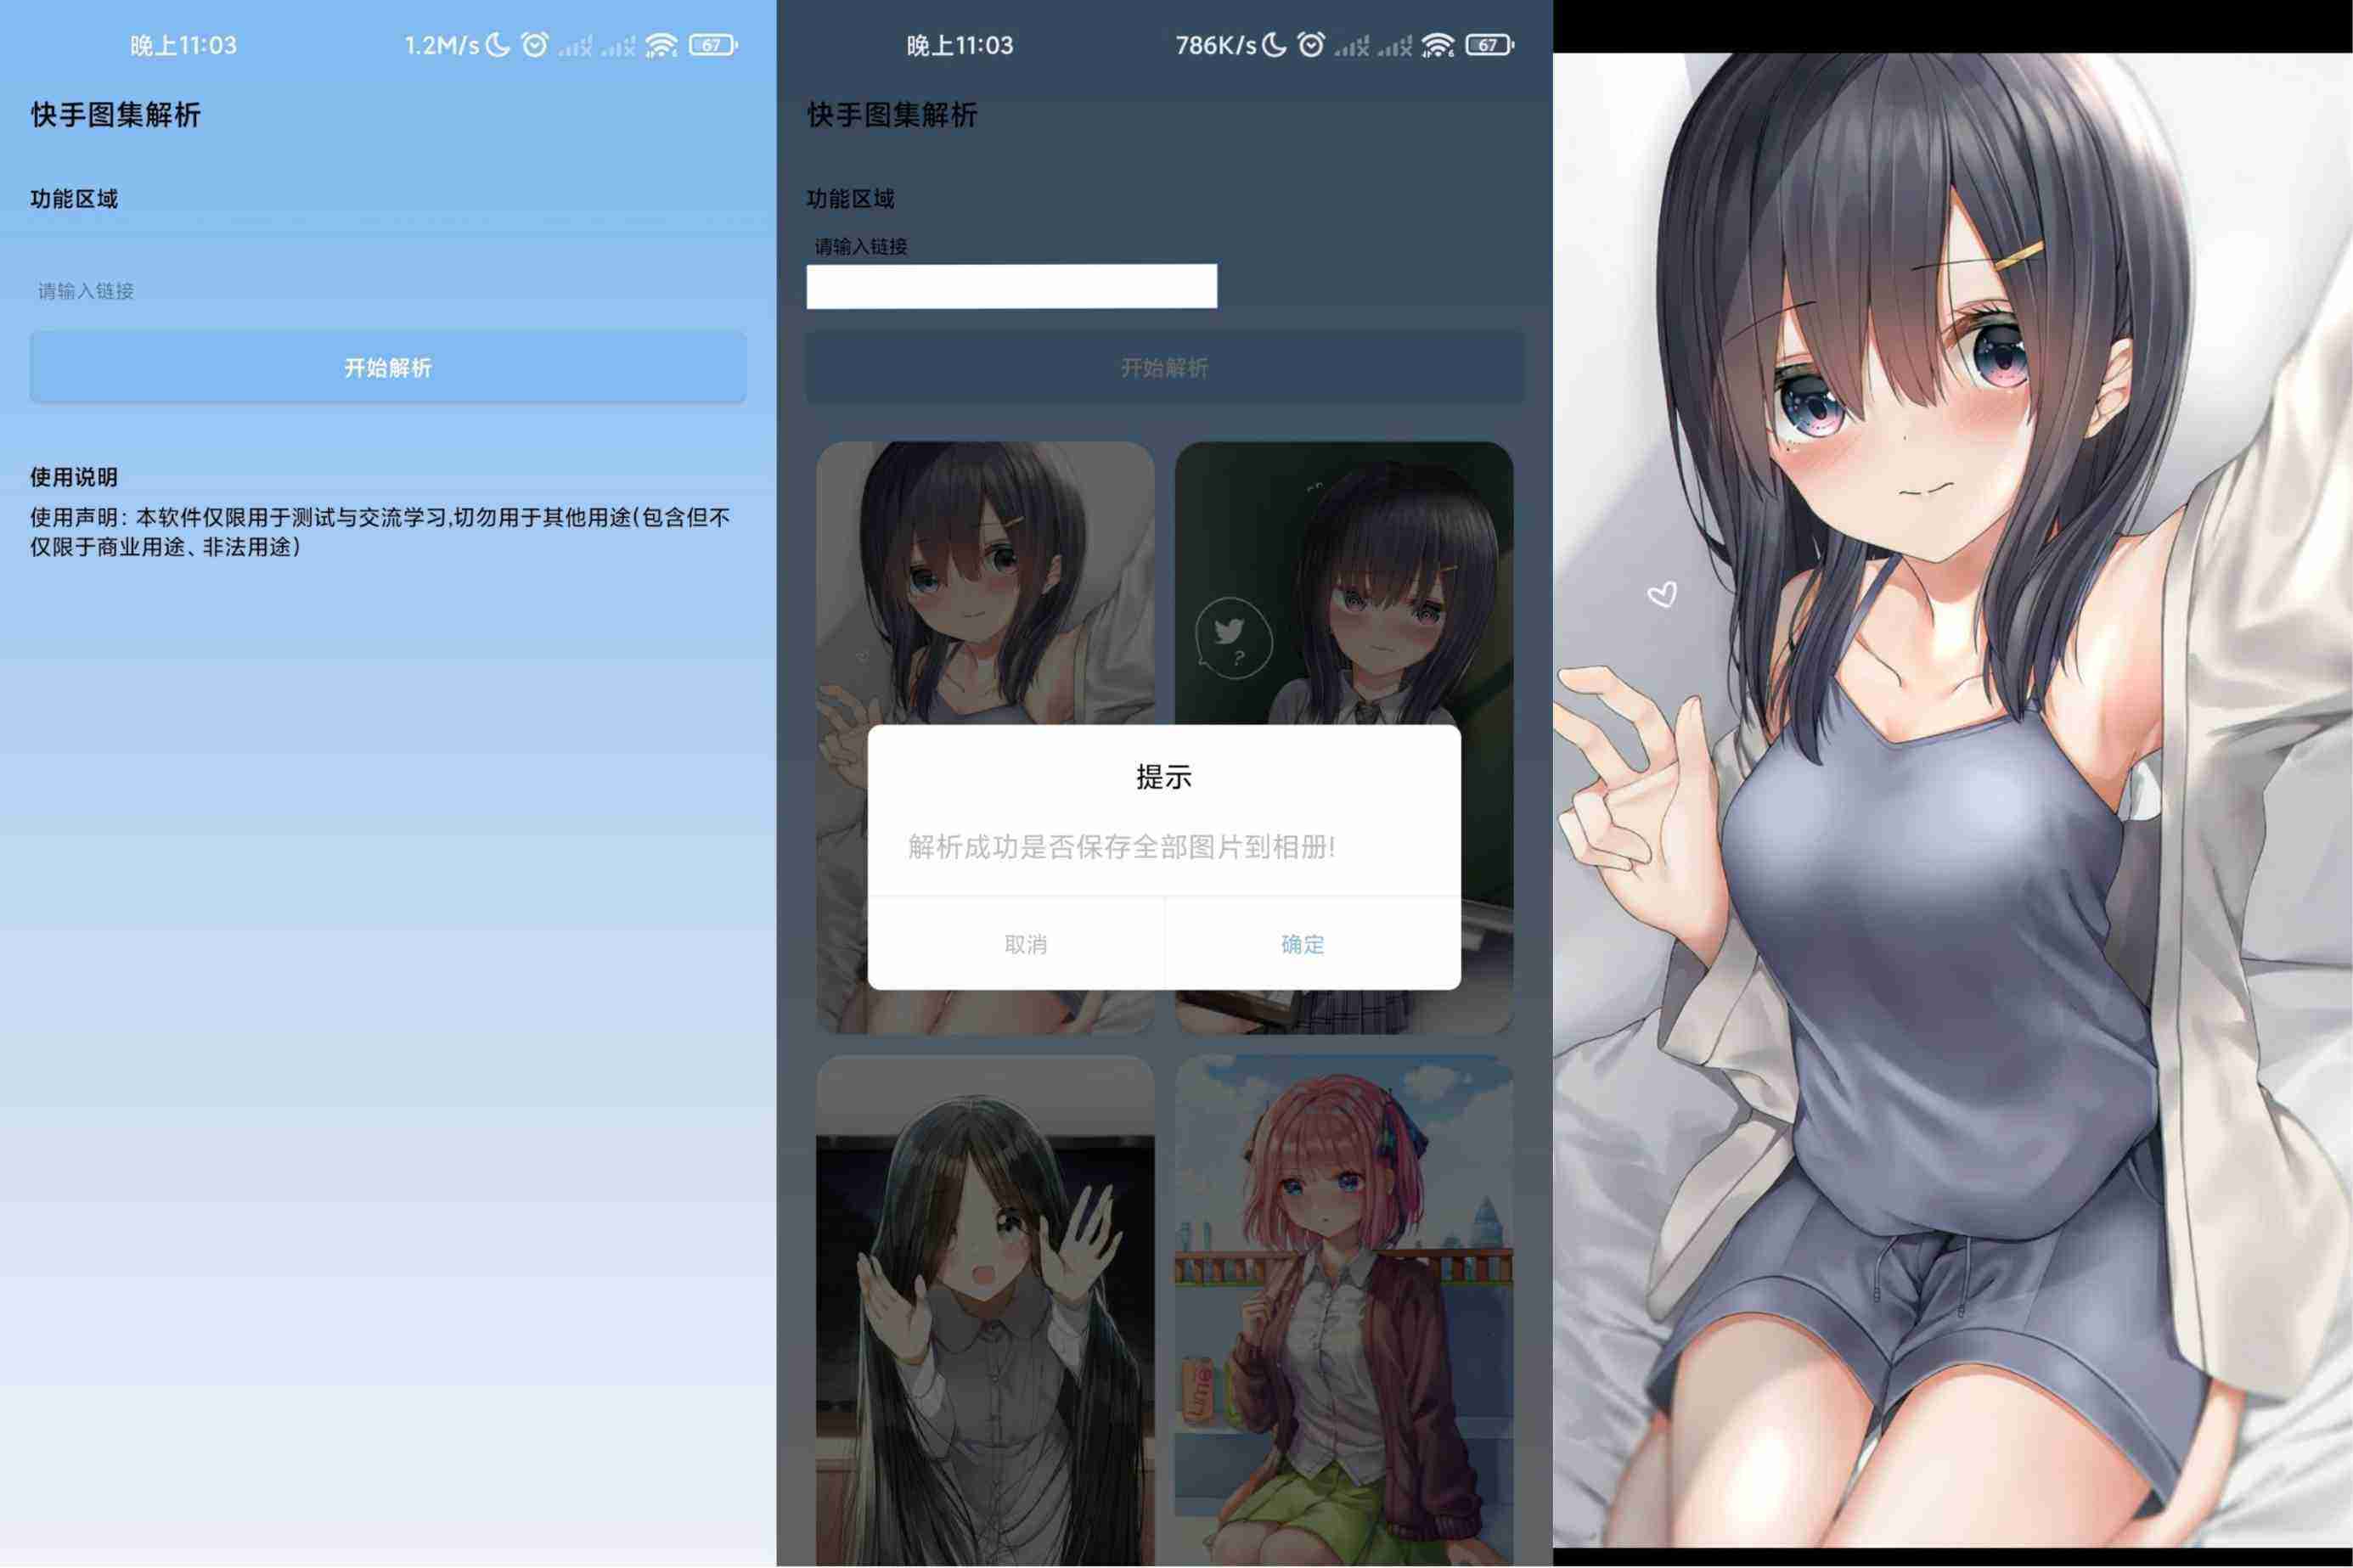 晚上11:03
1.2M/s
67
快手图集解析
功能区域
请输入链接
开始解析
使用说明
使用声明: 本软件仅限用于测试与交流学习,切勿用于其他用途(包含但不
仅限于商业用途、非法用途)
晚上11:03
786K/s
67
快手图集解析
功能区域
请输入链接
开始解析
?
提示
解析成功是否保存全部图片到相册!
取消
确定